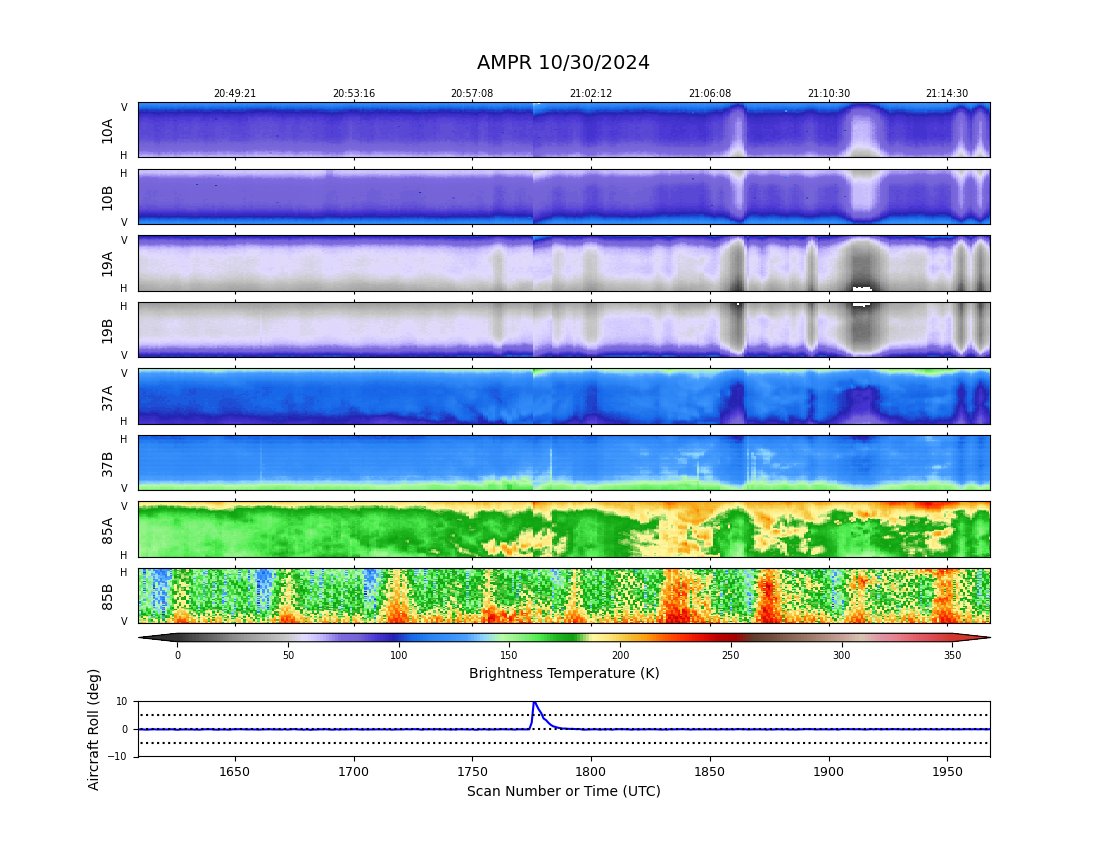 AMPR 10/30/2024
20:49:21 20:53:16 20:57:08 21:02:12 21:06:08 21:10:30 21:14:30
V
10A
H
H
10B
V
V
19A
H
H
19B
V
V
37A
H
H
37B
V
V
85A
H
H
85B
V
0 50 100 150 200 250 300 350
Brightness Temperature (K)
Aircraft Roll (deg)
10
0
−10
1650 1700 1750 1800 1850 1900 1950
Scan Number or Time (UTC)